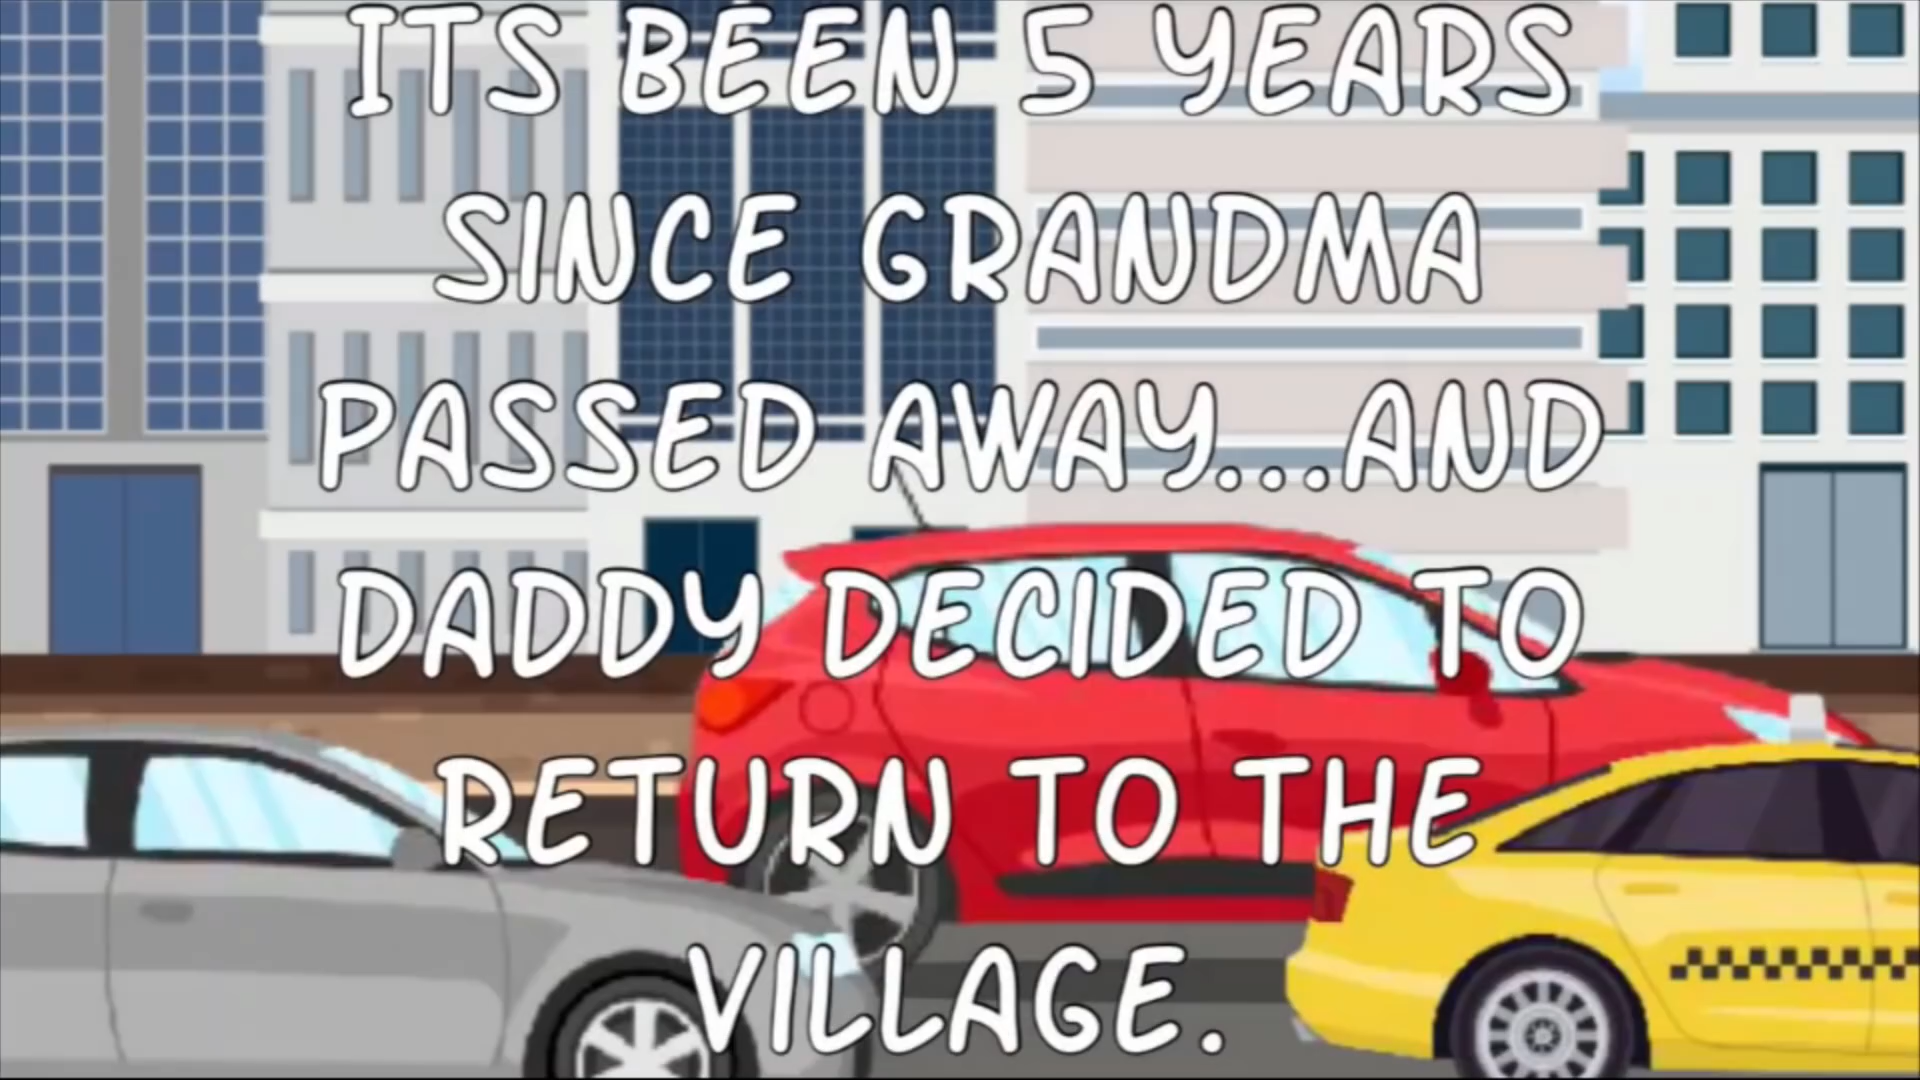 ITS BEEN 5 YEARS
SINCE GRANDMA
PASSED AWAY...AND
DADDY DECIDED TO
RETURN TO THE
VILLAGE.